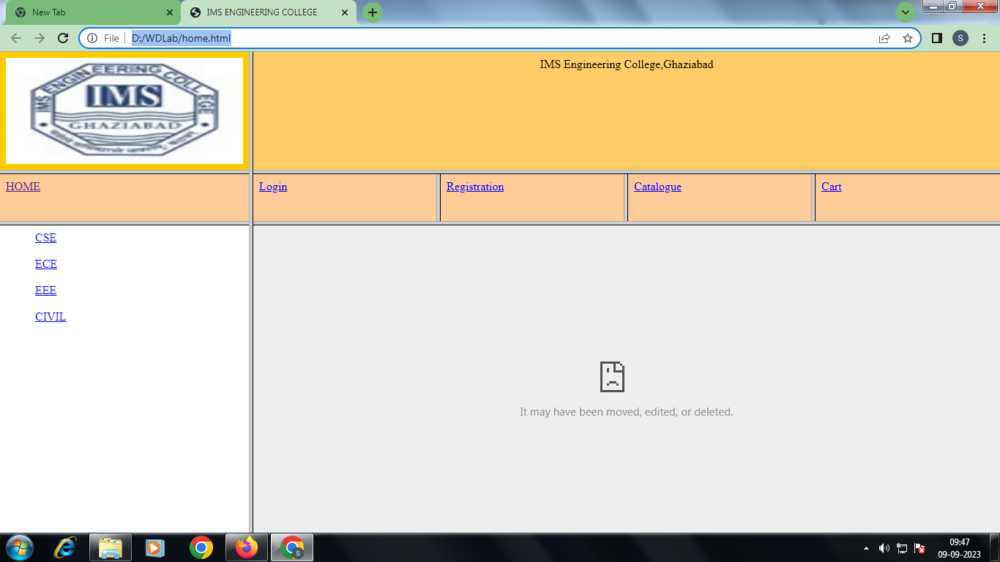 New Tab
IMS ENGINEERING COLLEGE
File
D:/WDLab/home.html
S
IMS ENGINEERING COLLEGE
IMS
GHAZIABAD
IMS Engineering College,Ghaziabad
HOME
Login
Registration
Catalogue
Cart
CSE
ECE
EEE
CIVIL
It may have been moved, edited, or deleted.
S
09:47
09-09-2023